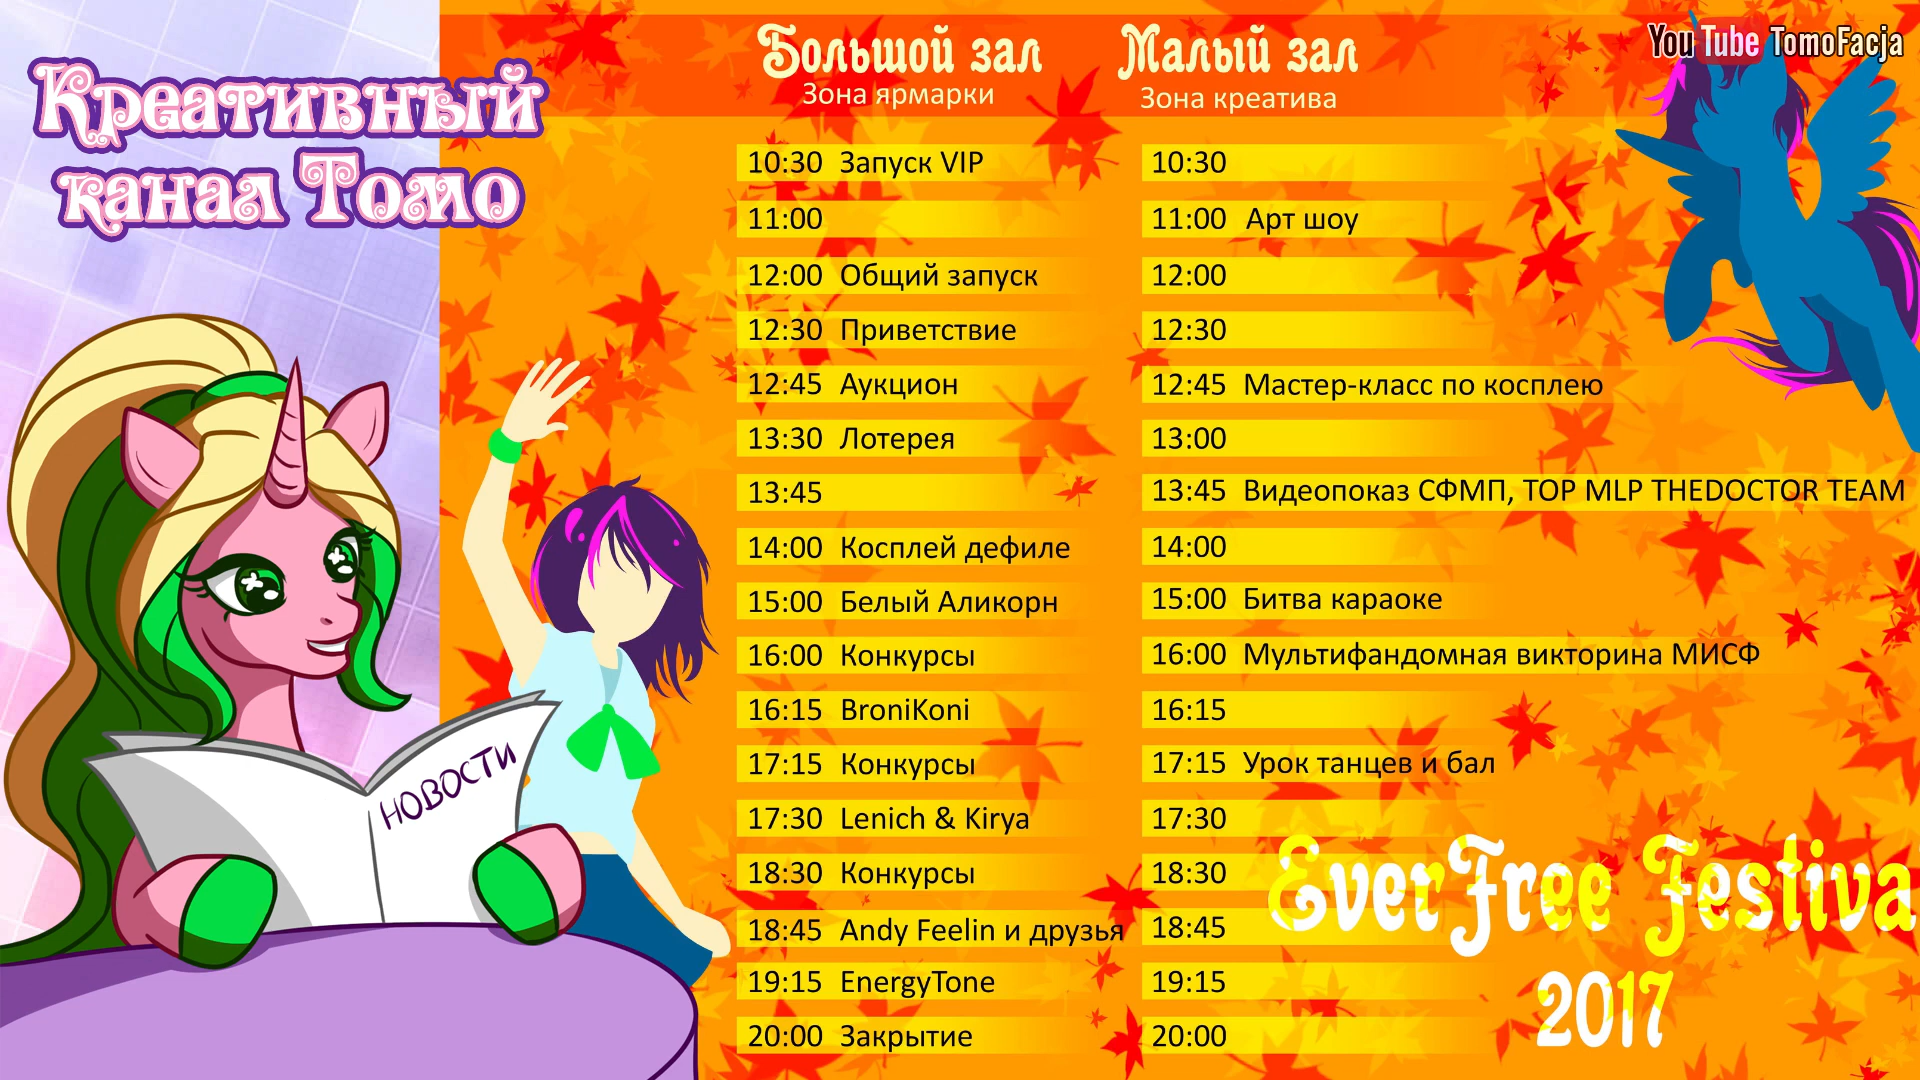 Креативный
канал Томо
Большой зал
Зона ярмарки
10:30 Запуск VIP
11:00
12:00 Общий запуск
12:30 Приветствие
12:45 Аукцион
13:30 Лотерея
13:45
14:00 Косплей дефиле
15:00 Белый Аликорн
16:00 Конкурсы
16:15 BroniKoni
17:15 Конкурсы
17:30 Lenich & Kirya
18:30 Конкурсы
18:45 Andy Feelin и друзья
19:15 EnergyTone
20:00 Закрытие
Малый зал
Зона креатива
10:30
11:00 Арт шоу
12:00
12:30
12:45 Мастер-класс по косплею
13:00
13:45 Видеопоказ СФМП, TOP MLP THEDOCTOR TEAM
14:00
15:00 Битва караоке
16:00 Мультифандомная викторина МИСФ
16:15
17:15 Урок танцев и бал
17:30
18:30
18:45
19:15
20:00
You Tube TomoFacja
НОВОСТИ
EverFree Festiva
2017